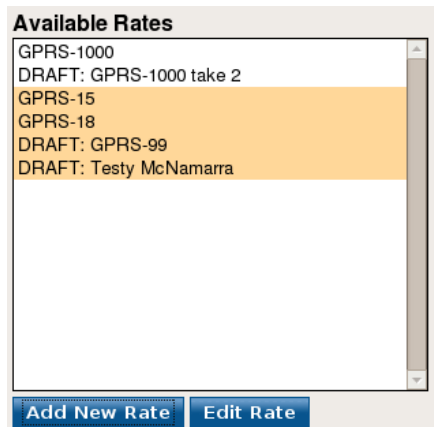 Available Rates
GPRS-1000
DRAFT: GPRS-1000 take 2
GPRS-15
GPRS-18
DRAFT: GPRS-99
DRAFT: Testy McNamarra
Add New Rate Edit Rate